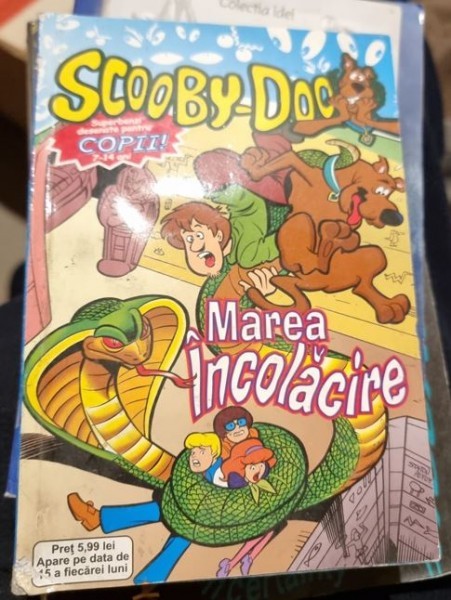 Colecția Idei
SCOOBY-DOO
Superbenzi
desenate pentru
COPII!
7-14 ani
Marea
Încolăcire
Preț 5,99 lei
Apare pe data de
15 a fiecărei luni